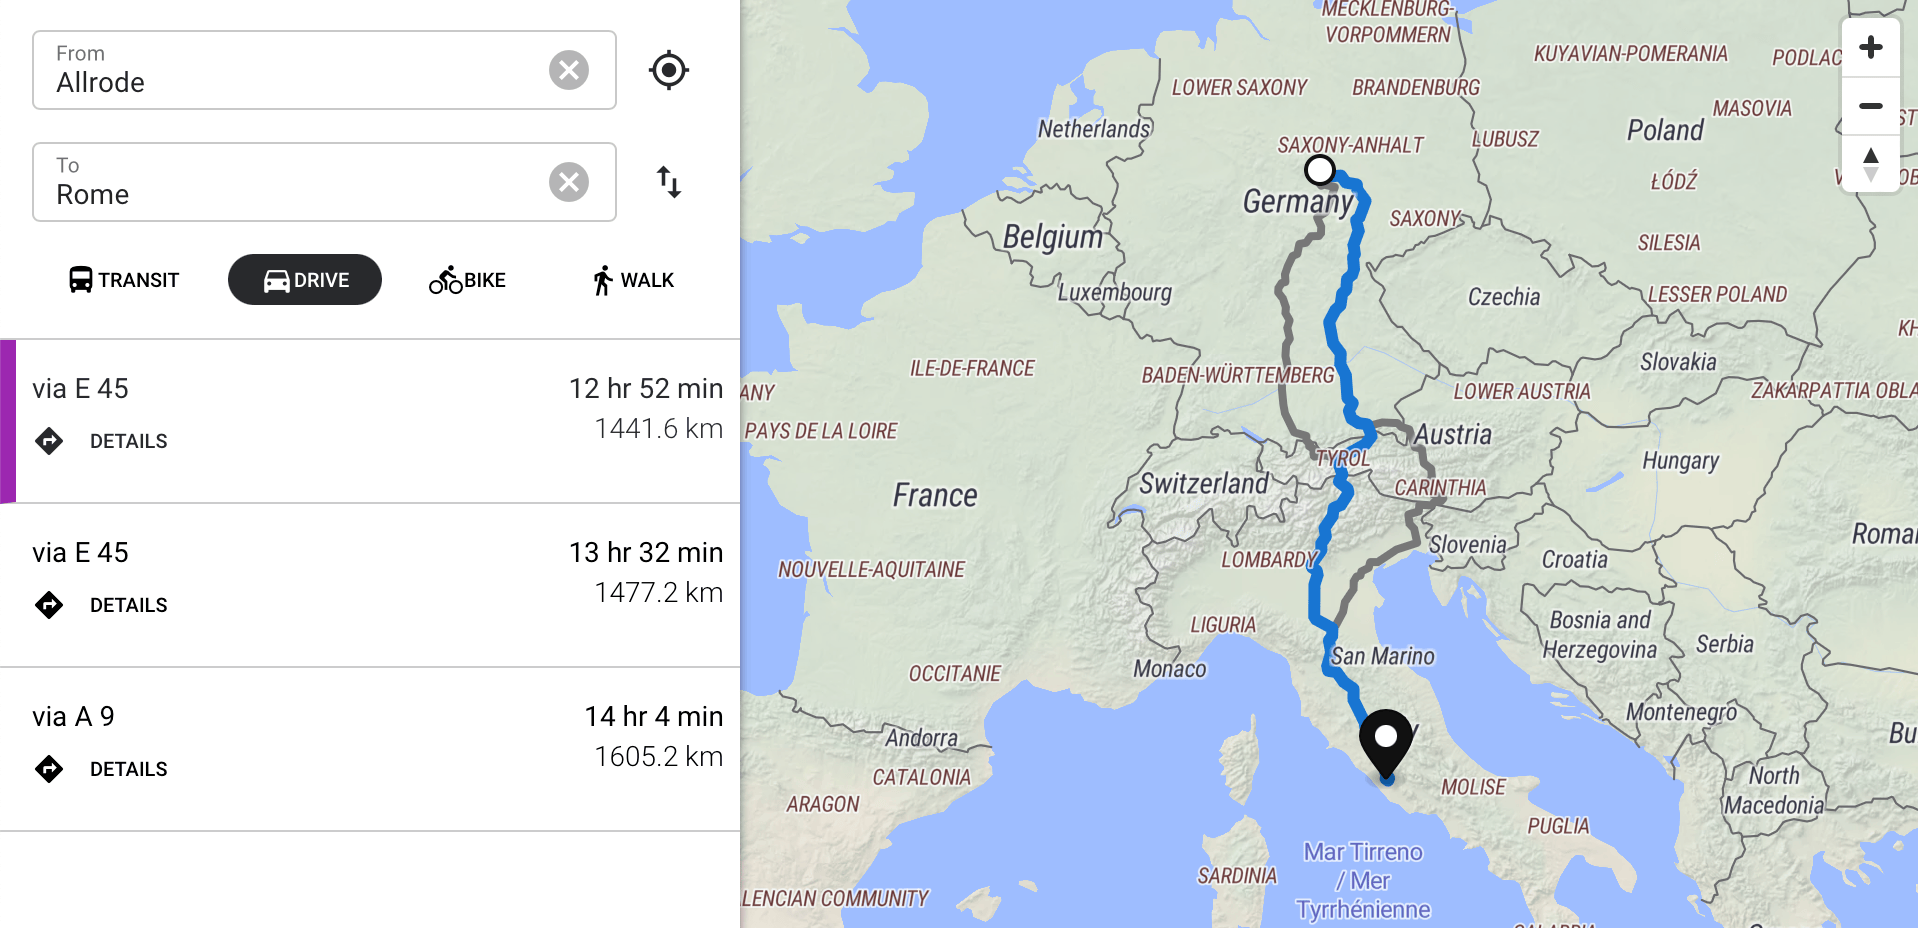 From
Allrode
To
Rome
TRANSIT
DRIVE
BIKE
WALK
via E 45
12 hr 52 min
1441.6 km
DETAILS
via E 45
13 hr 32 min
1477.2 km
DETAILS
via A 9
14 hr 4 min
1605.2 km
DETAILS
MECKLENBURG-
VORPOMMERN
KUYAVIAN-POMERANIA
PODLAC
LOWER SAXONY
BRANDENBURG
MASOVIA
ST
Netherlands
SAXONY-ANHALT
LUBUSZ
Poland
ŁÓDŹ
Germany
Belgium
SAXONY
SILESIA
Luxembourg
Czechia
LESSER POLAND
KH
ILE-DE-FRANCE
BADEN-WÜRTTEMBERG
Slovakia
ANY
LOWER AUSTRIA
ZAKARPATTIA OBLA
PAYS DE LA LOIRE
Austria
TYROL
Hungary
Switzerland
CARINTHIA
France
Romai
Slovenia
LOMBARDY
Croatia
NOUVELLE-AQUITAINE
LIGURIA
Bosnia and
Herzegovina
Serbia
San Marino
Monaco
OCCITANIE
Montenegro
Andorra
Bu
CATALONIA
North
Macedonia
MOLISE
ARAGON
PUGLIA
Mar Tirreno
/ Mer
Tyrrhénienne
SARDINIA
LENCIAN COMMUNITY